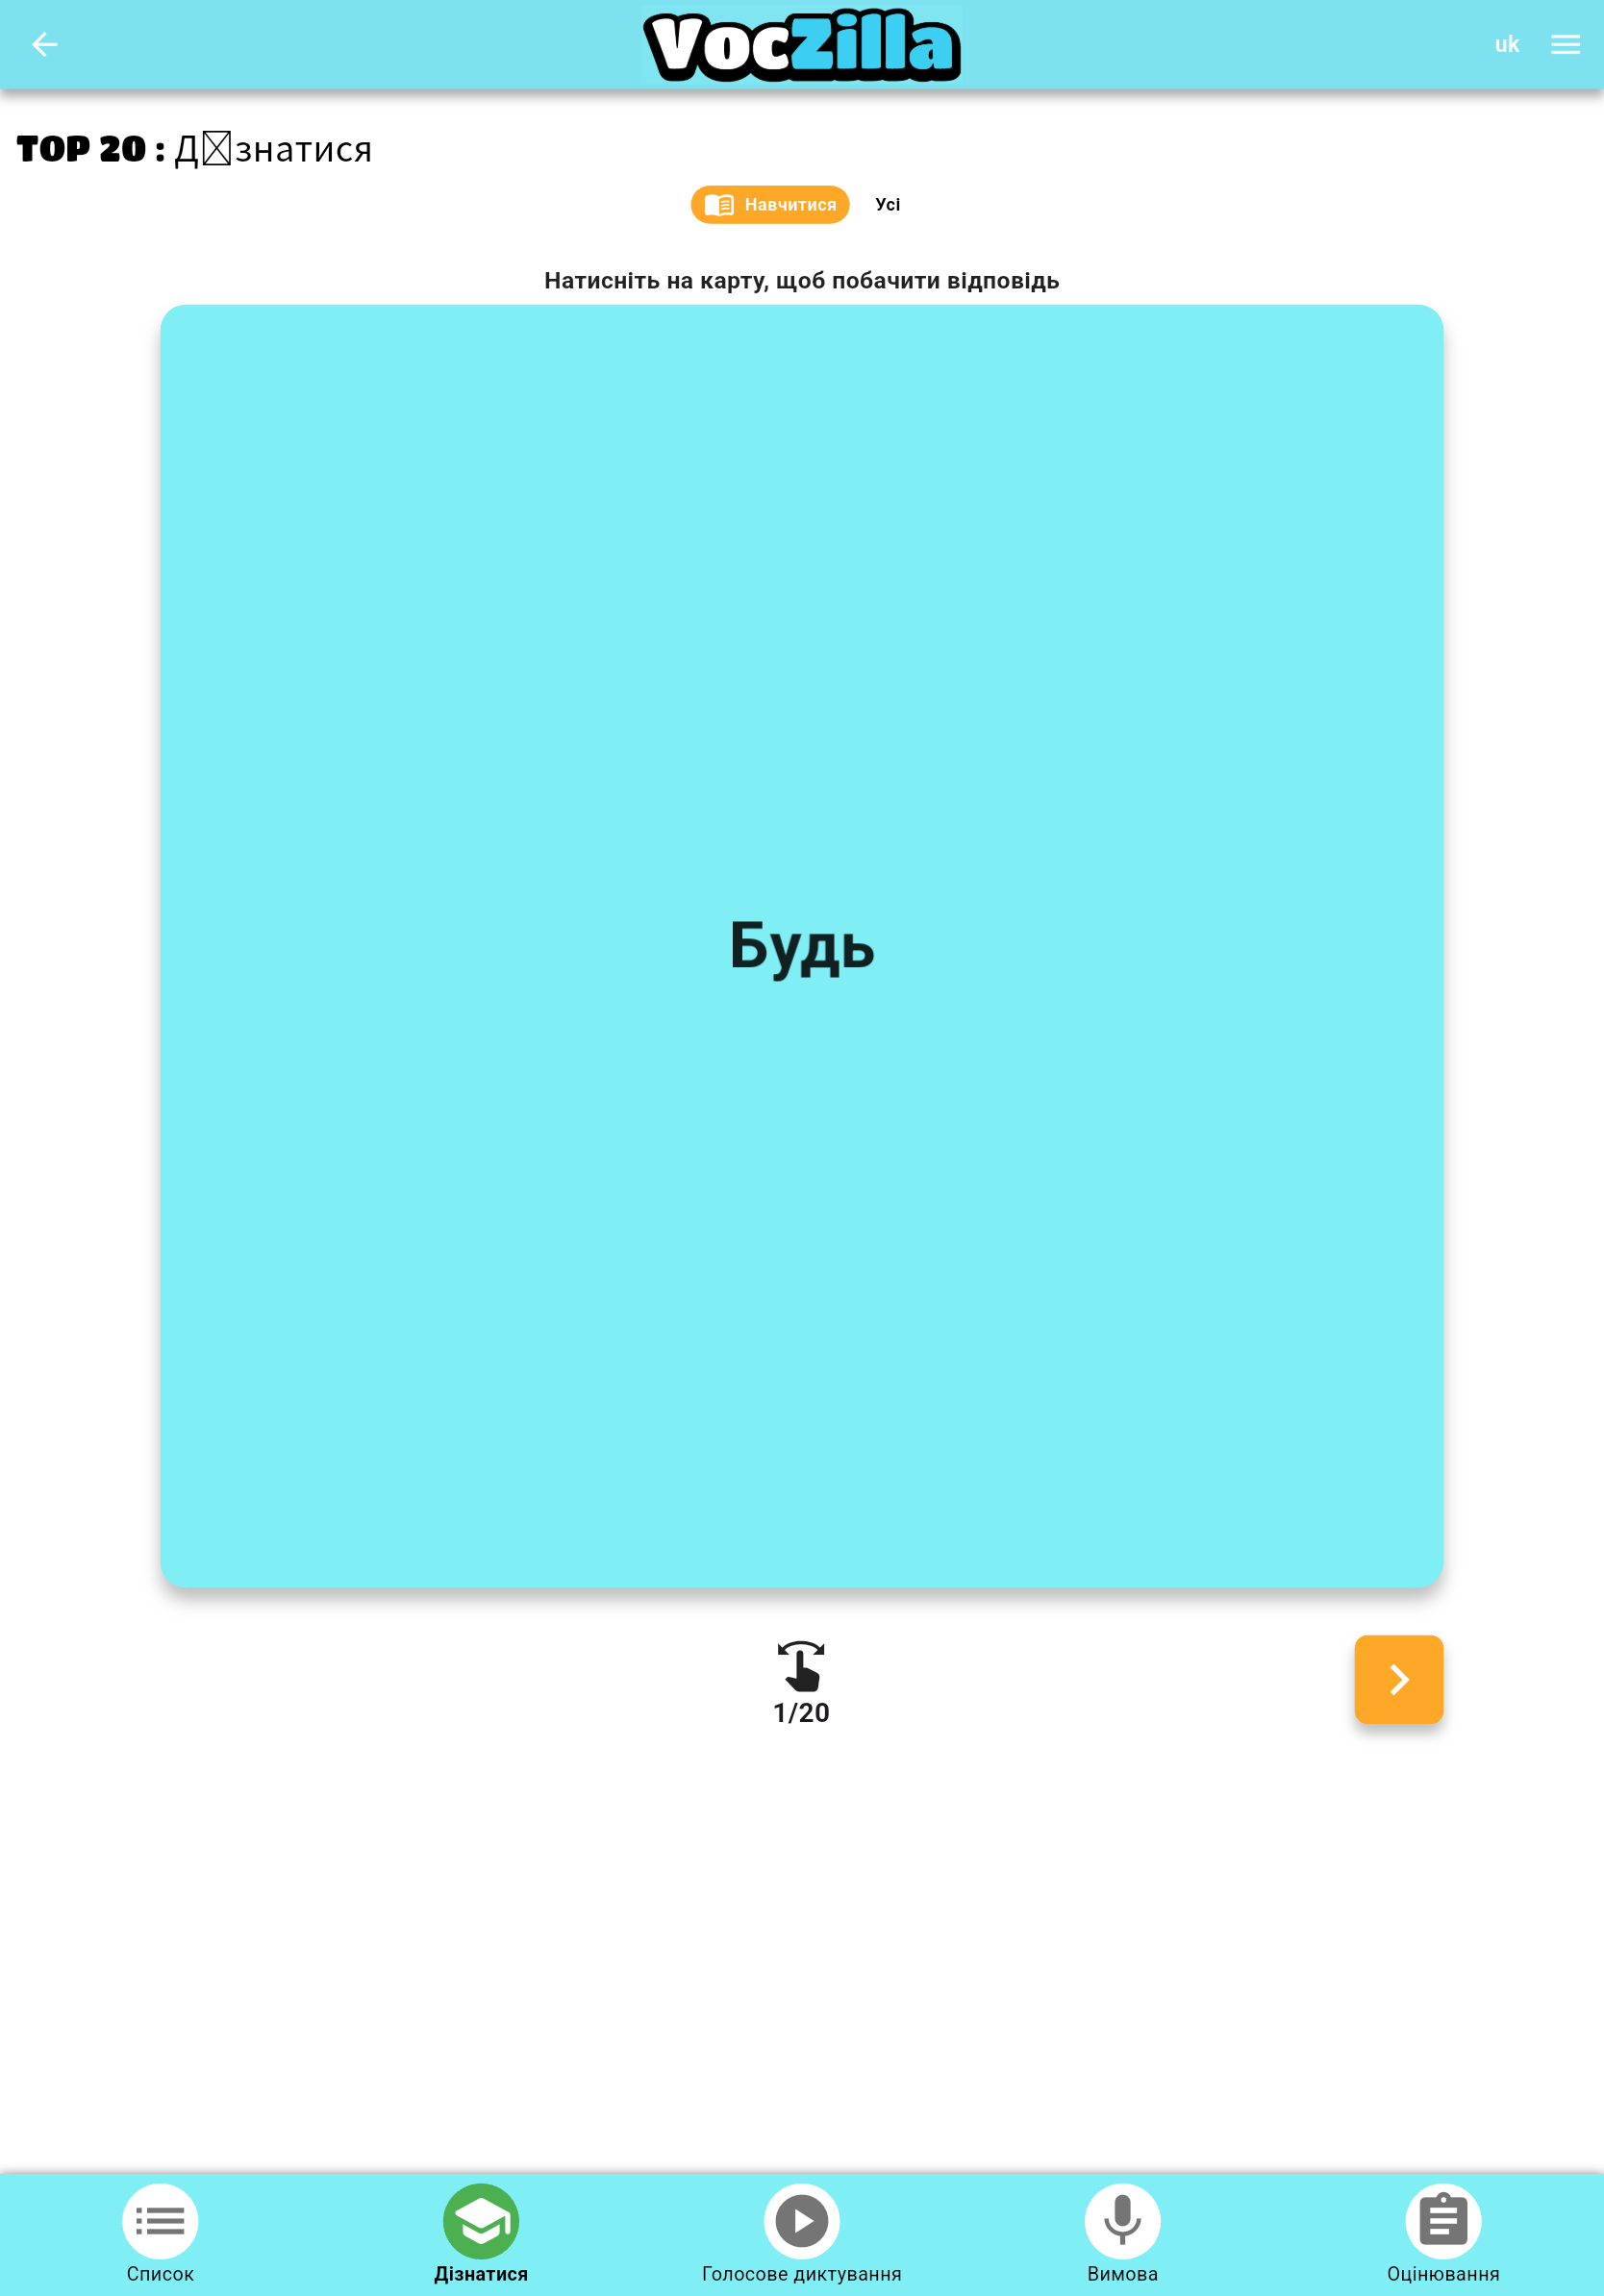 VocZilla
uk
TOP 20 : Д☒знатися
Навчитися
Усі
Натисніть на карту, щоб побачити відповідь
Будь
1/20
Список
Дізнатися
Голосове диктування
Вимова
Оцінювання